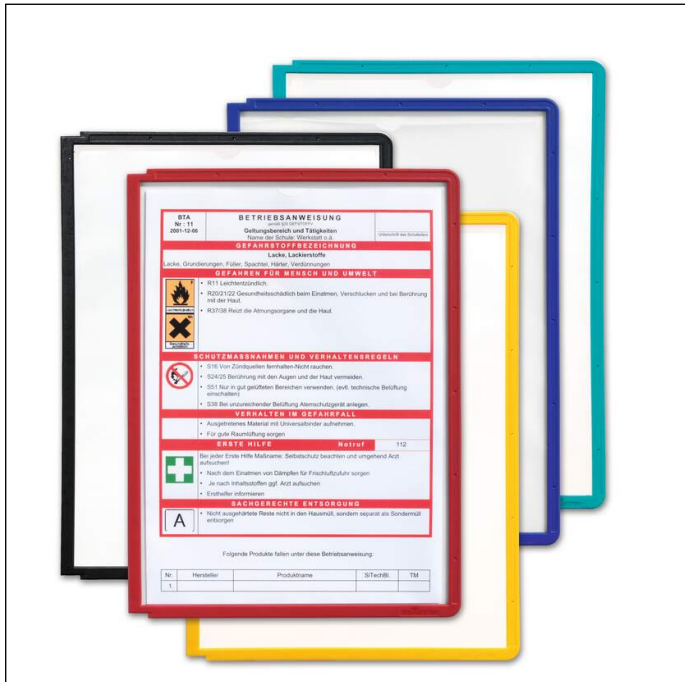 BTA
Nr : 11
2001-12-06
BETRIEBSANWEISUNG
Geltungsbereich und Tätigkeiten
Name der Schule: Werkstatt o.ä.
GEFAHRSTOFFBEZEICHNUNG
Lacke, Lackierstoffe
Lacke, Grundierungen, Füller, Spachtel, Härter, Verdünnungen
GEFAHREN FÜR MENSCH UND UMWELT
• R11 Leichtentzündlich.
• R20/21/22 Gesundheitsschädlich beim Einatmen, Verschlucken und bei Berührung
mit der Haut.
• R37/38 Reizt die Atmungsorgane und die Haut.
SCHUTZMASSNAHMEN UND VERHALTENSREGELN
• S16 Von Zündquellen fernhalten-Nicht rauchen.
• S24/25 Berührung mit den Augen und der Haut vermeiden.
• S51 Nur in gut gelüfteten Bereichen verwenden. (evtl. technische Belüftung
einschalten)
• S38 Bei unzureichender Belüftung Atemschutzgerät anlegen.
VERHALTEN IM GEFAHRFALL
• Ausgetretenes Material mit Universalbinder aufnehmen.
• Für gute Raumlüftung sorgen
ERSTE HILFE Notruf 112
Bei jeder Erste Hilfe Maßname: Selbstschutz beachten und umgehend Arzt
aufsuchen!
• Nach dem Einatmen von Dämpfen für Frischluftzufuhr sorgen
• Je nach Inhaltsstoffen ggf. Arzt aufsuchen
• Ersthelfer informieren
SACHGERECHTE ENTSORGUNG
A
• Nicht ausgehärtete Reste nicht in den Hausmüll, sondern separat als Sondermüll
entsorgen
Folgende Produkte fallen unter diese Betriebsanweisung:
Nr. Hersteller Produktname SiTechBl. TM
1